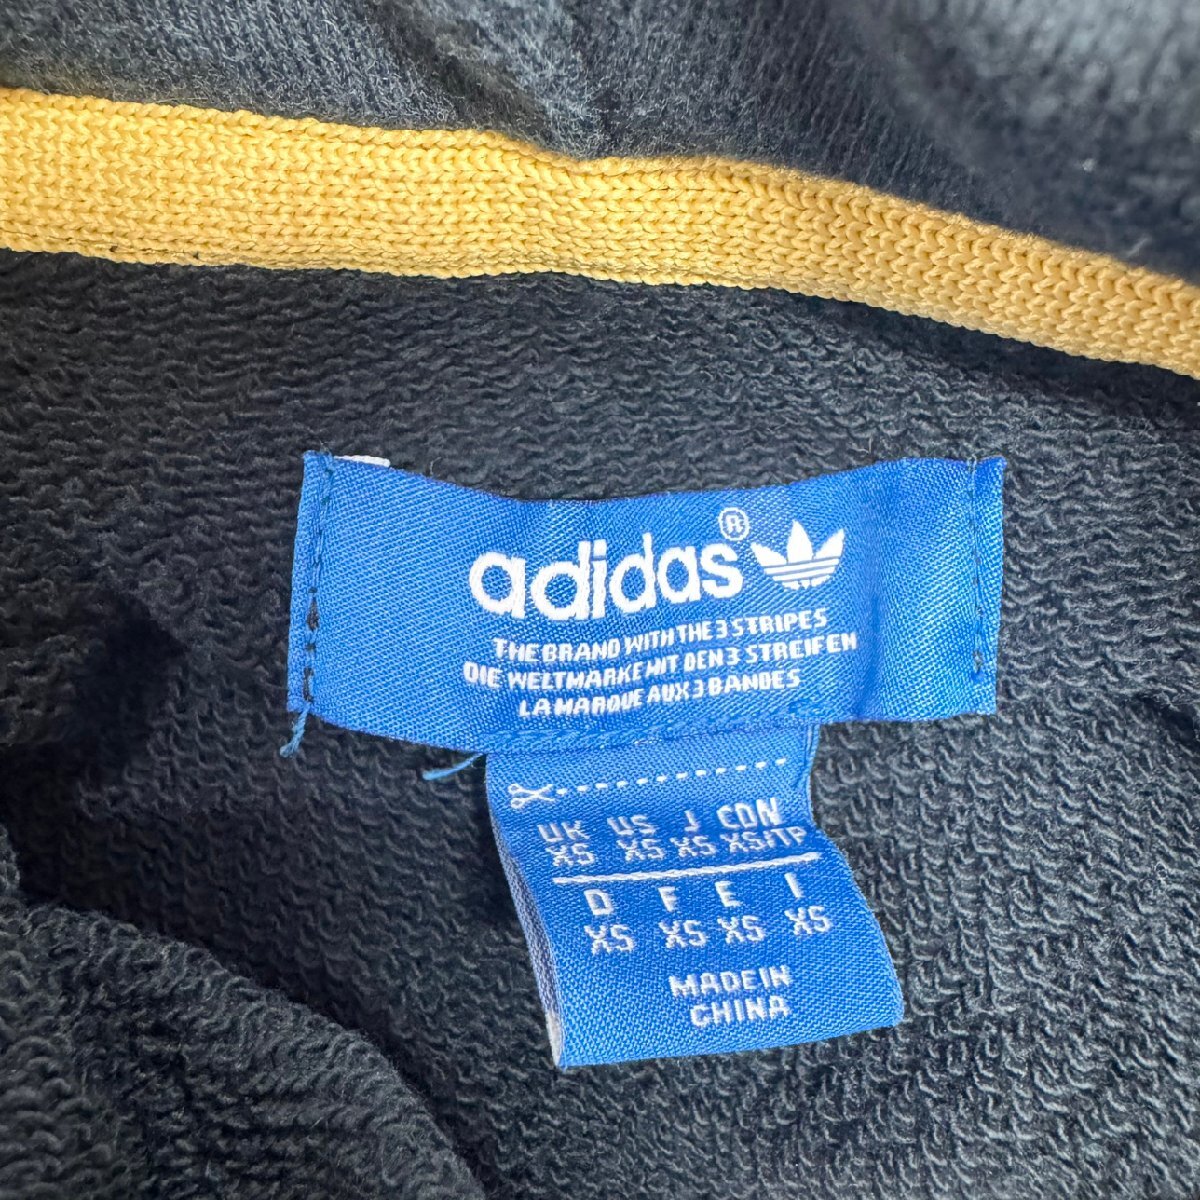 adidas®
THE BRAND WITH THE 3 STRIPES
DIE WELTMARKE MIT DEN 3 STREIFEN
LA MARQUE AUX 3 BANDES
UK US J CDN
XS XS XS XS/TP
D F E I
XS XS XS XS
MADE IN
CHINA